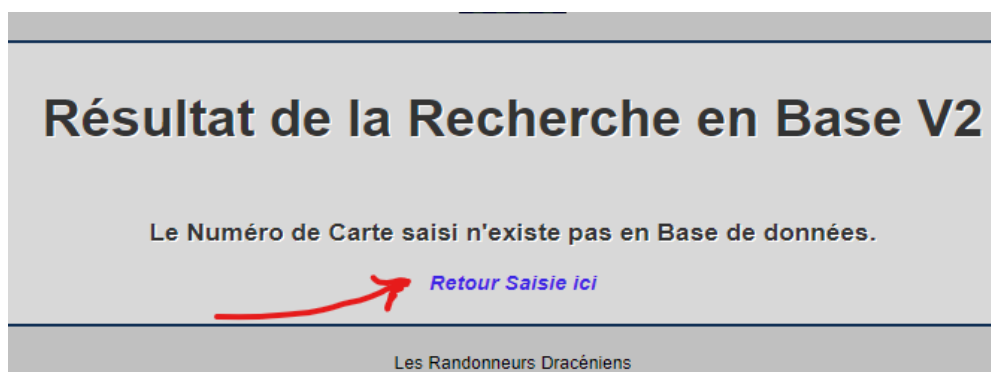 Résultat de la Recherche en Base V2
Le Numéro de Carte saisi n'existe pas en Base de données.
Retour Saisie ici
Les Randonneurs Dracéniens